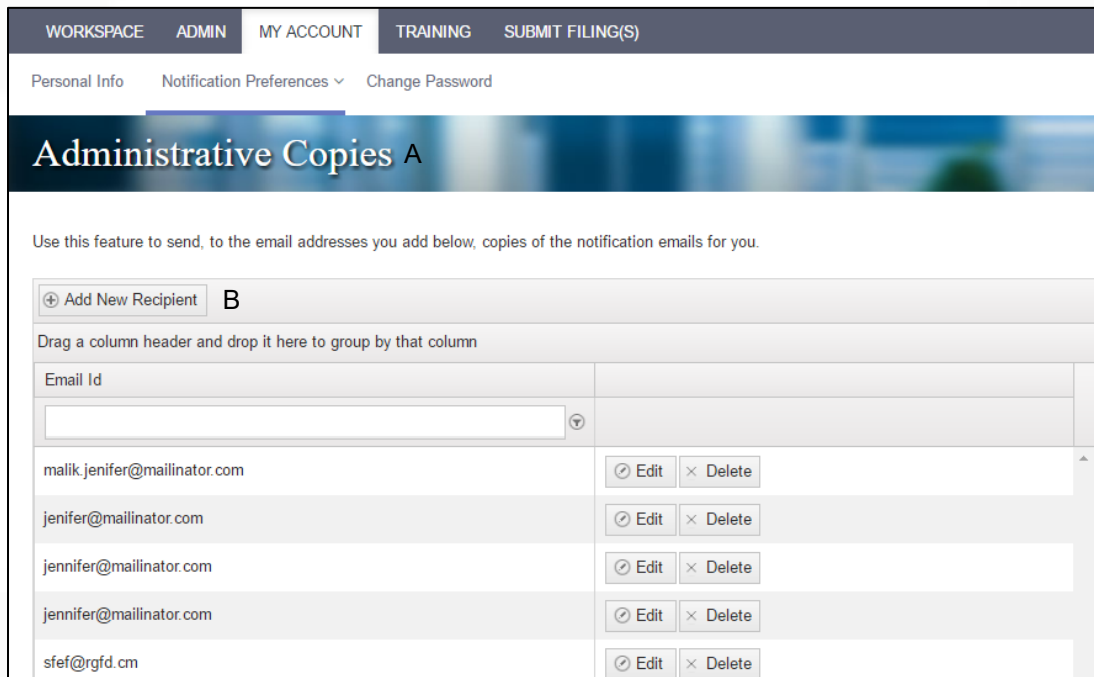 WORKSPACE ADMIN MY ACCOUNT TRAINING SUBMIT FILING(S)
Personal Info Notification Preferences Change Password
Administrative Copies A
Use this feature to send, to the email addresses you add below, copies of the notification emails for you.
Add New Recipient B
Drag a column header and drop it here to group by that column
Email Id
malik.jenifer@mailinator.com Edit Delete
jenifer@mailinator.com Edit Delete
jennifer@mailinator.com Edit Delete
jennifer@mailinator.com Edit Delete
sfef@rgfd.cm Edit Delete